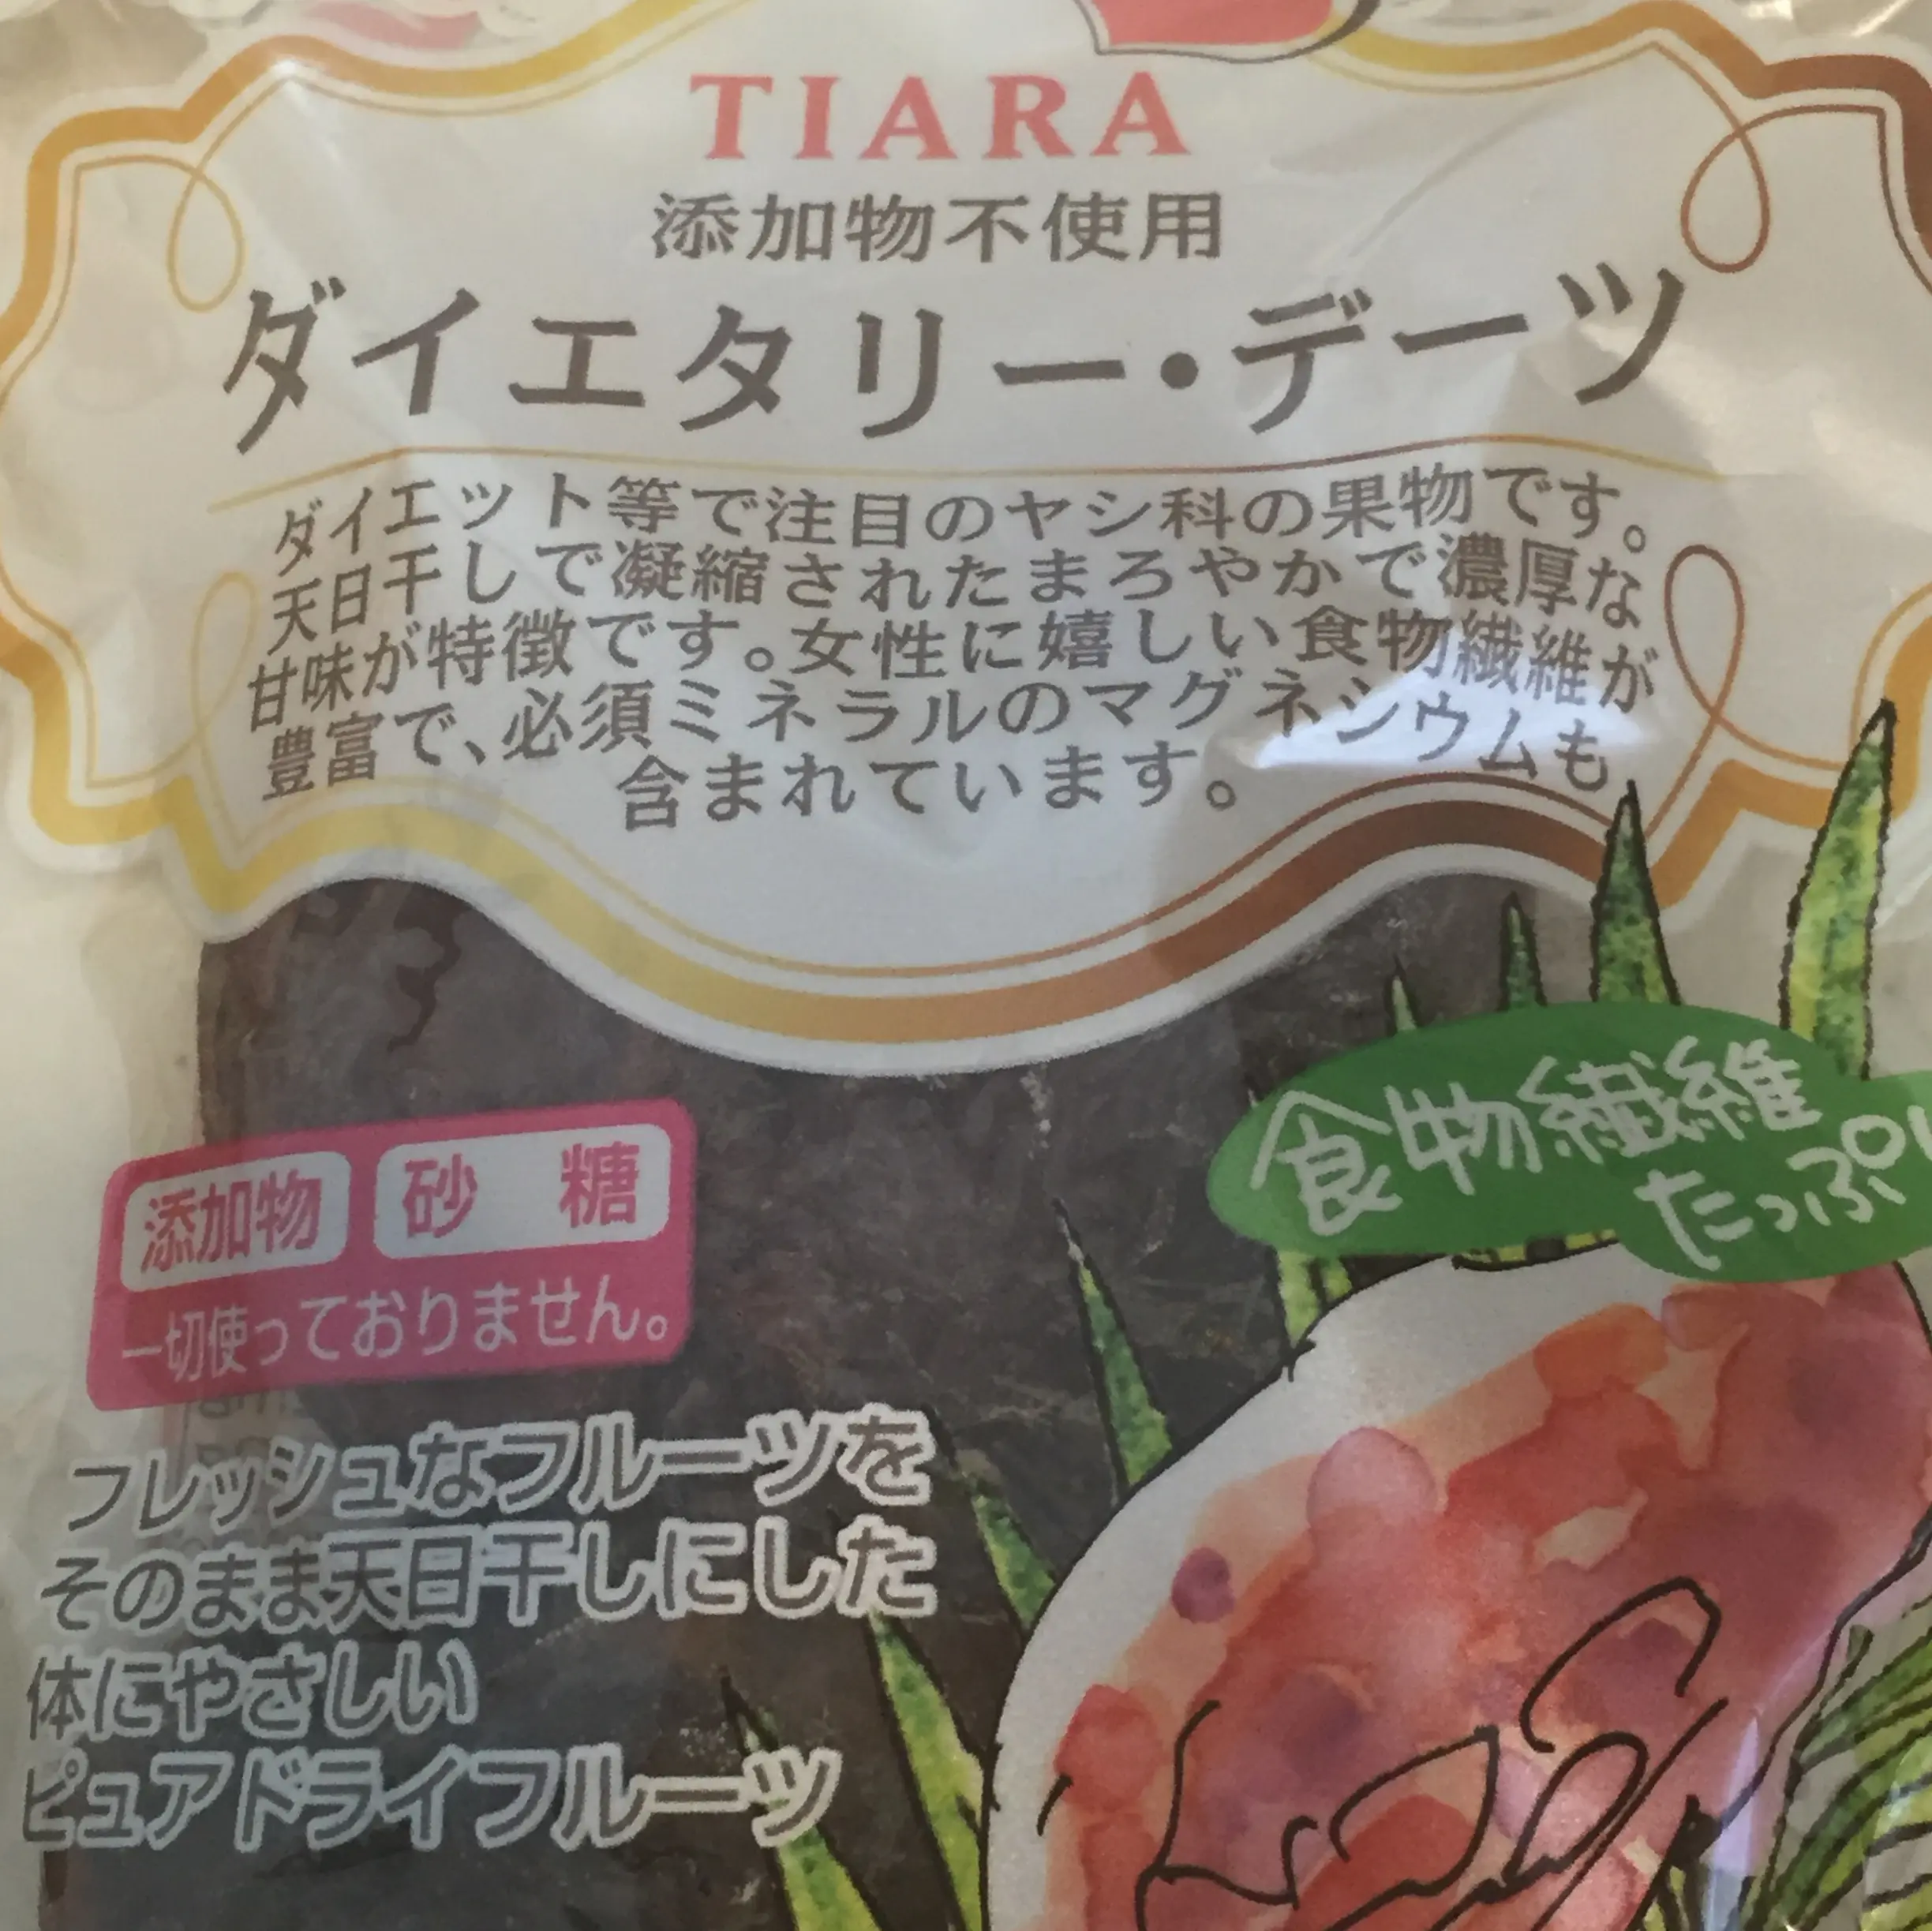 TIARA
添加物不使用
ダイエタリー・デーツ
ダイエット等で注目のヤシ科の果物です。
天日干しで凝縮されたまろやかで濃厚な
甘味が特徴です。女性に嬉しい食物繊維が
豊富で、必須ミネラルのマグネシウムも
含まれています。
食物繊維
たっぷり
添加物 砂糖
一切使っておりません。
フレッシュなフルーツを
そのまま天日干しにした
体にやさしい
ピュアドライフルーツ